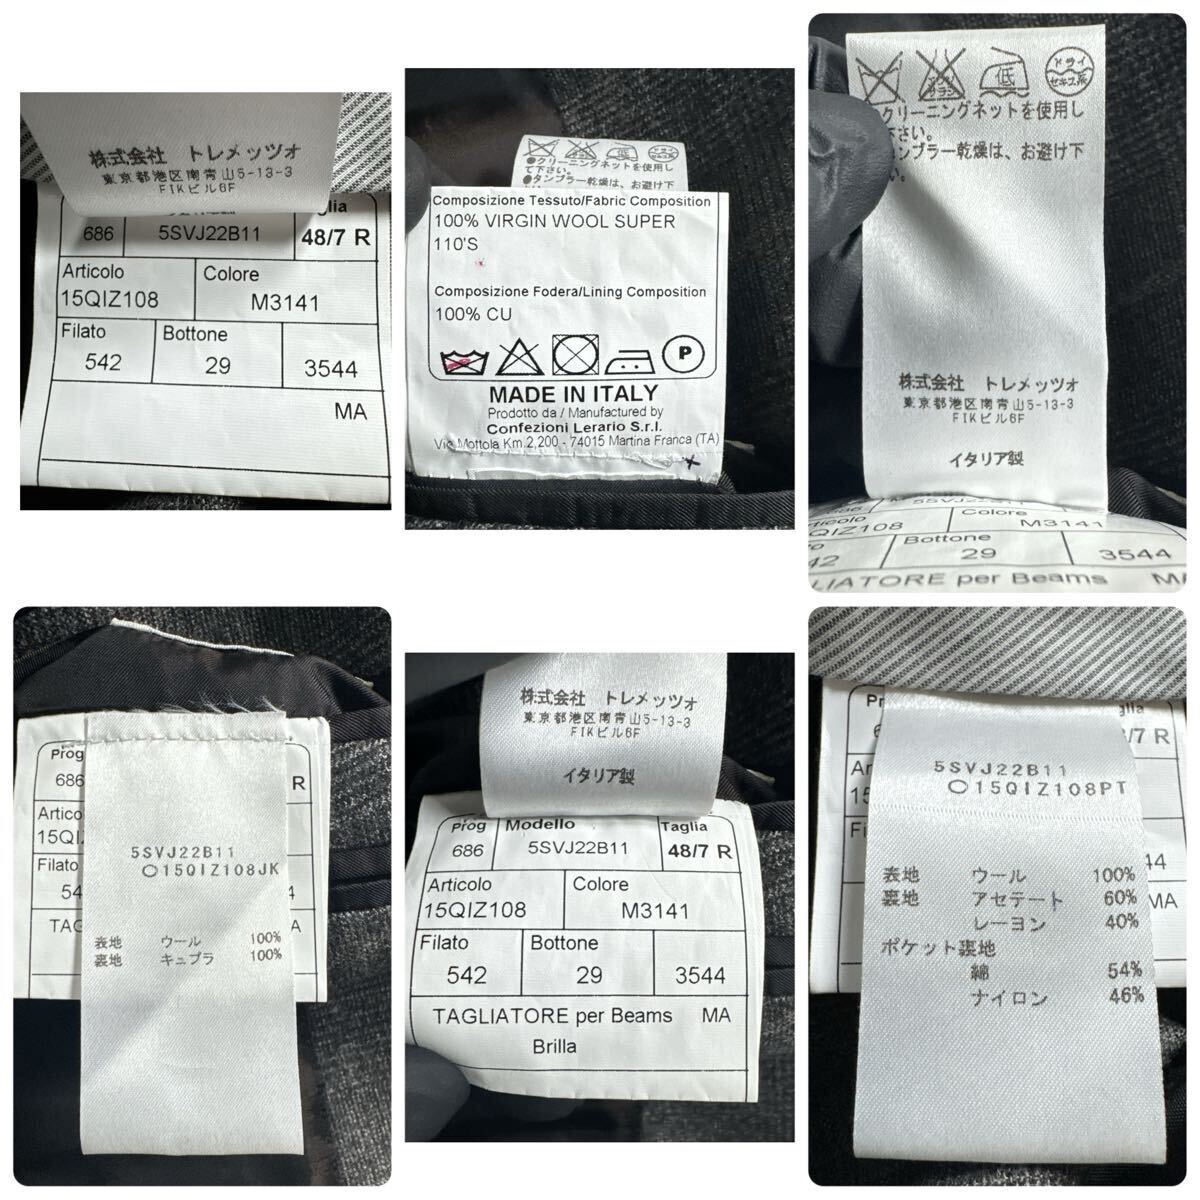 株式会社 トレメッツォ
東京都港区南青山5-13-3
FIKビル6F
686 5SVJ22B11 48/7 R
Articolo Colore
15QIZ108 M3141
Filato Bottone
542 29 3544
MA
クリーニングネットを使用し
て下さい。
タンブラー乾燥は、お避け下
Composizione Tessuto/Fabric Composition
100% VIRGIN WOOL SUPER
110'S
Composizione Fodera/Lining Composition
100% CU
P
MADE IN ITALY
Prodotto da / Manufactured by
Confezioni Lerario S.r.l.
Via Mottola Km.2,200 - 74015 Martina Franca (TA)
低 ドライ
セキユ系
クリーニングネットを使用し
下さい。
タンブラー乾燥は、お避け下
い。
株式会社 トレメッツォ
東京都港区南青山5-13-3
FIKビル6F
イタリア製
686 5SVJ22B11
Articolo Colore
QIZ108 M3141
Bottone
42 29 3544
LIATORE per Beams
Prog
686 R
Articolo
15QI
Filato
54
TAG A
5SVJ22B11
○15QIZ108JK
表地 ウール 100%
裏地 キュプラ 100%
株式会社 トレメッツォ
東京都港区南青山5-13-3
FIKビル6F
イタリア製
Prog Modello Taglia
686 5SVJ22B11 48/7 R
Articolo Colore
15QIZ108 M3141
Filato Bottone
542 29 3544
TAGLIATORE per Beams MA
Brilla
7 R
44
MA
5SVJ22B11
○15QIZ108PT
表地 ウール 100%
裏地 アセテート 60%
レーヨン 40%
ポケット裏地
綿 54%
ナイロン 46%